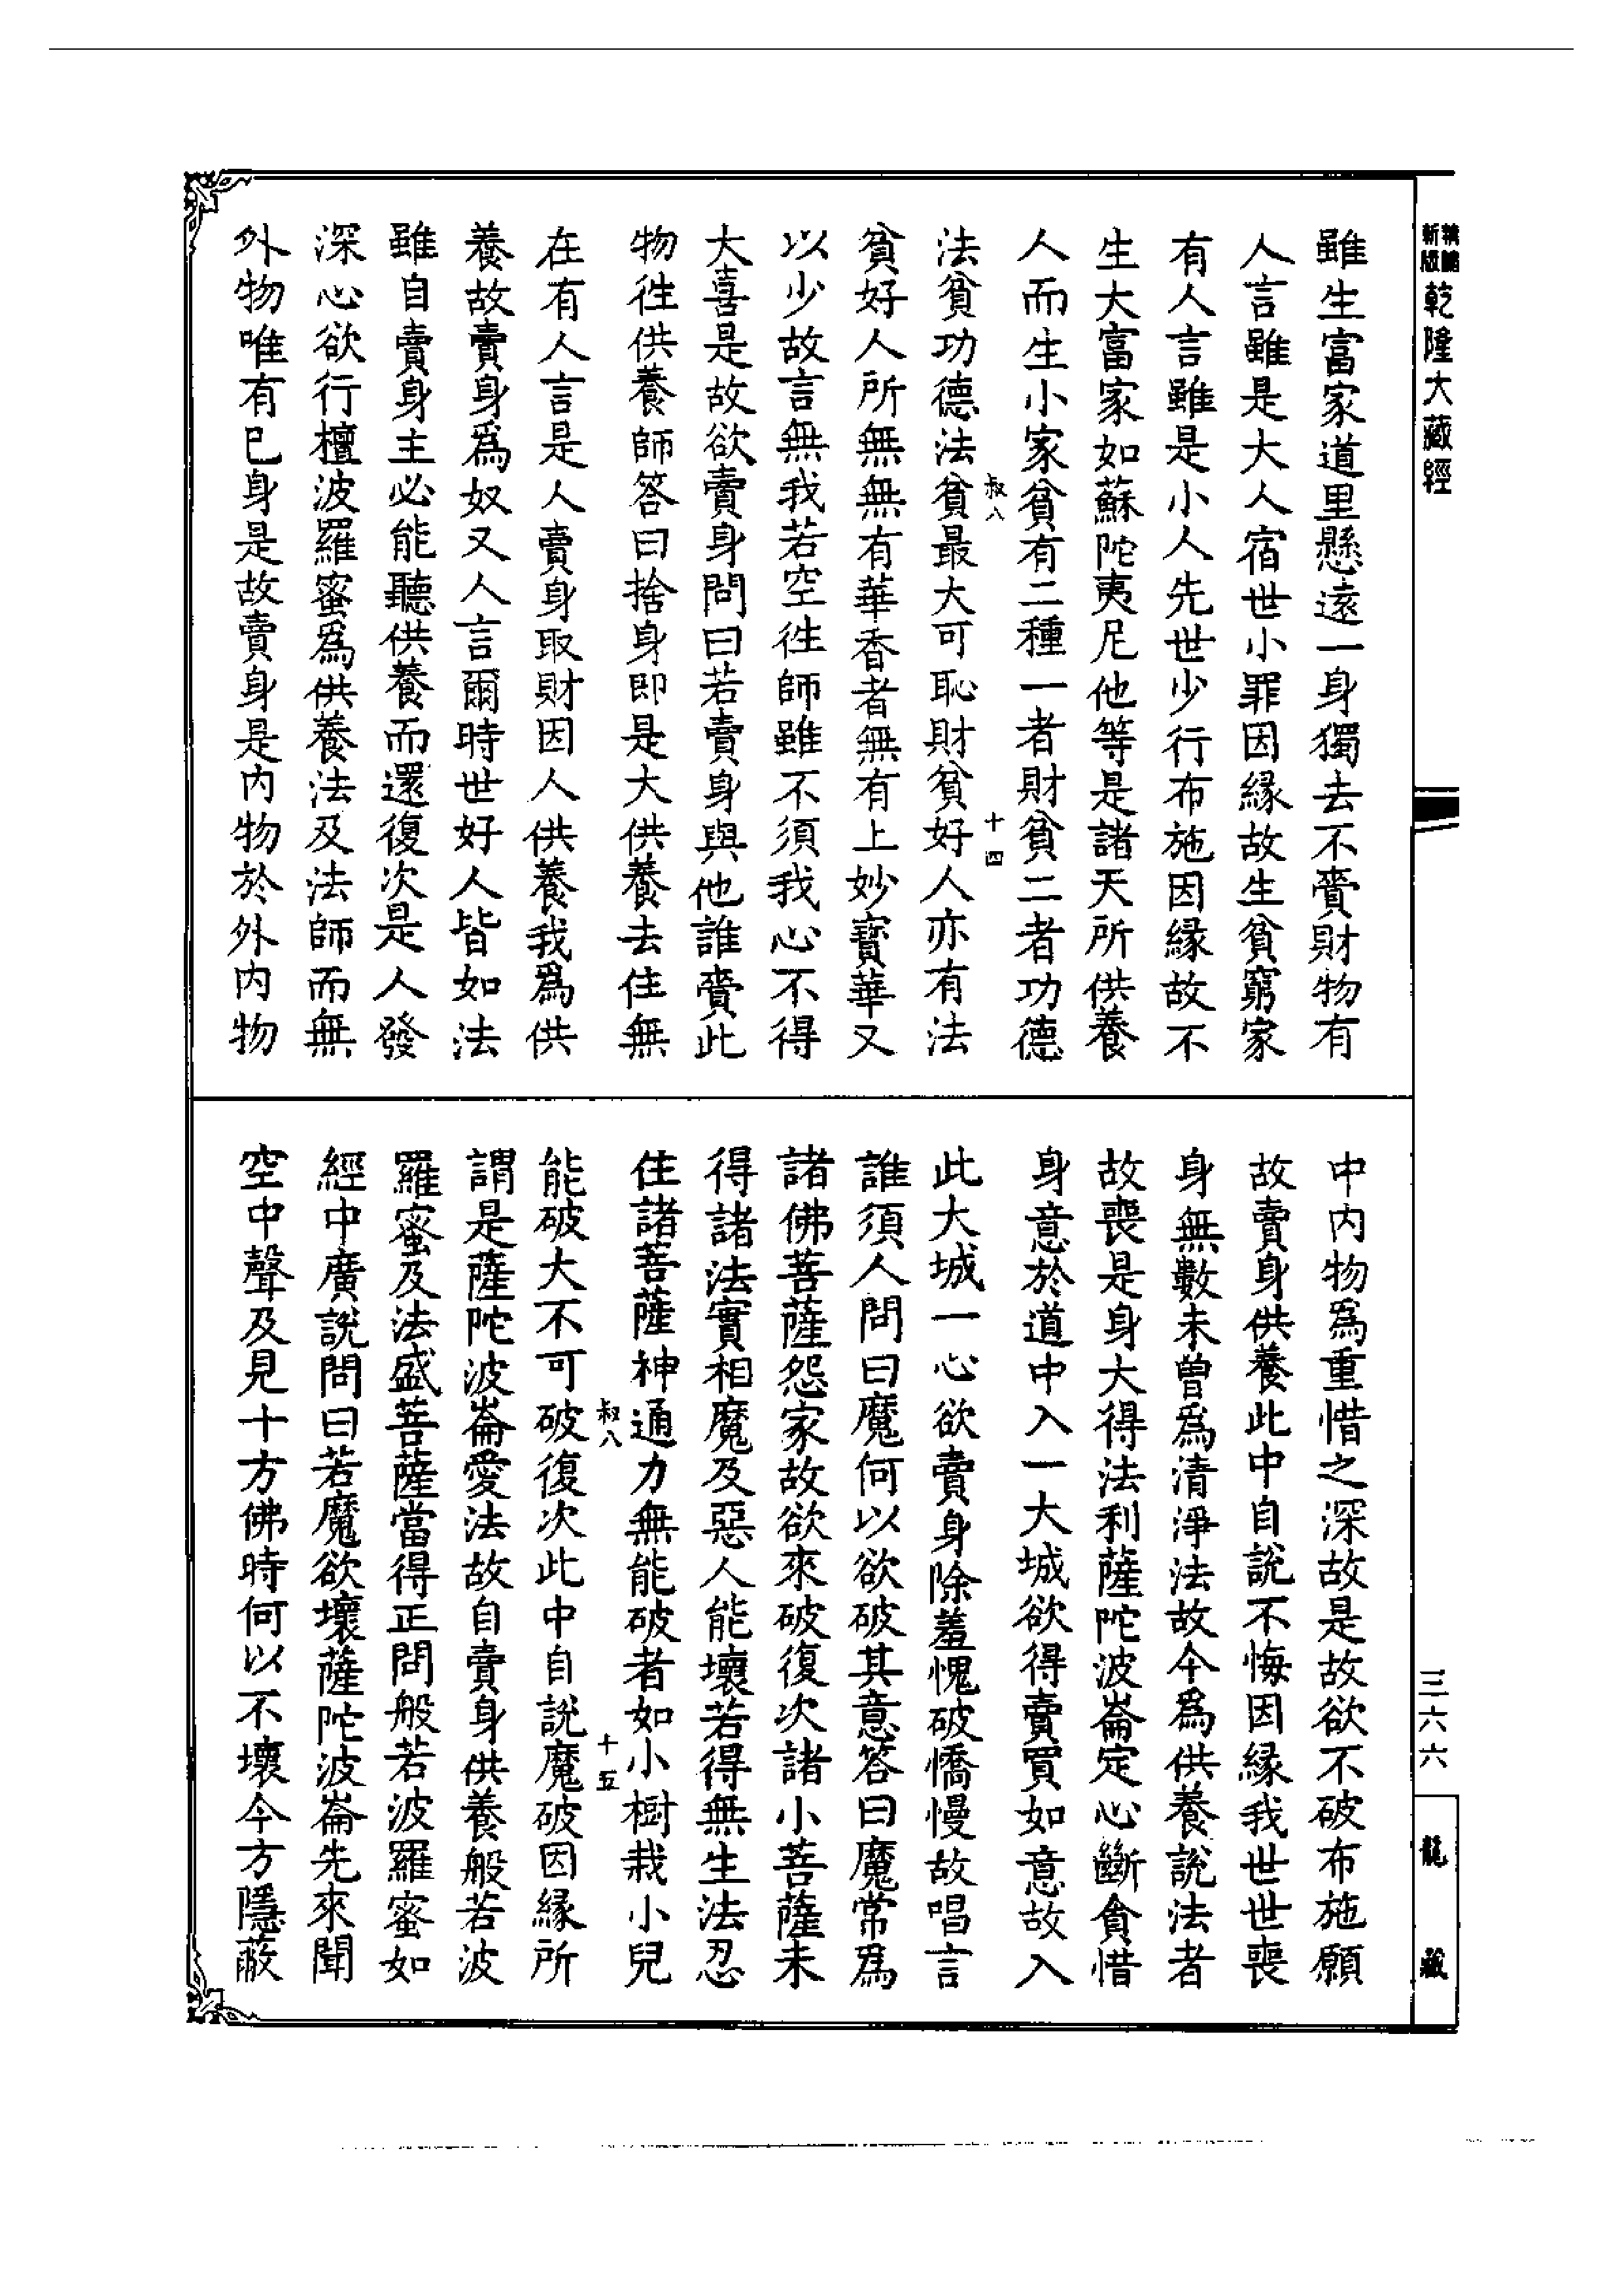 新版
乾隆大藏經
雖生富家道里懸遠一身獨去不賷財物有
人言雖是大人宿世小罪因緣故生貧窮家
有人言雖是小人先世少行布施因緣故不
生大富家如蘇陀夷尼他等是諸天所供養
人而生小家貧有二種一者財貧二者功德
叔八
十四
法貧功德法貧最大可恥財貧好人亦有法
貧好人所無無有華香者無有上妙寶華又
以少故言無我若空徃師雖不須我心不得
大喜是故欲賣身問曰若賣身與他誰賷此
物徃供養師答曰捨身即是大供養去住無
在有人言是人賣身取財因人供養我爲供
養故賣身爲奴又人言爾時世好人皆如法
雖自賣身主必能聽供養而還復次是人發
深心欲行檀波羅蜜爲供養法及法師而無
外物唯有已身是故賣身是內物於外內物
中內物爲重惜之深故是故欲不破布施願
故賣身供養此中自說不悔因緣我世世喪
身無數未曾爲清淨法故今爲供養說法者
故喪是身大得法利薩陀波崙定心斷貪惜
身意於道中入一大城欲得賣買如意故入
此大城一心欲賣身除羞愧破憍慢故唱言
誰須人問曰魔何以欲破其意答曰魔常爲
諸佛菩薩怨家故欲來破復次諸小菩薩未
得諸法實相魔及惡人能壞若得無生法忍
住諸菩薩神通力無能破者如小樹栽小兒
叔八
十五
能破大不可破復次此中自說魔破因緣所
謂是薩陀波崙愛法故自賣身供養般若波
羅蜜及法盛菩薩當得正問般若波羅蜜如
經中廣說問曰若魔欲壞薩陀波崙先來聞
空中聲及見十方佛時何以不壞今方隱蔽
三六六
龍藏